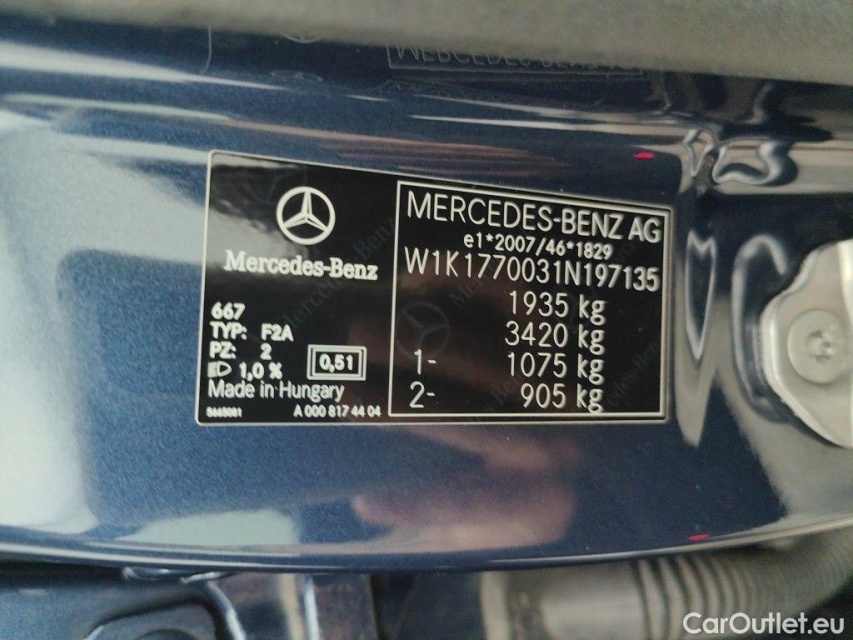 Mercedes-Benz
667
TYP: F2A
PZ: 2
1,0 %
0,51
Made in Hungary
A 000 817 44 04
MERCEDES-BENZ AG
e1*2007/46*1829
W1K1770031N197135
1935 kg
3420 kg
1- 1075 kg
2- 905 kg
CarOutlet.eu